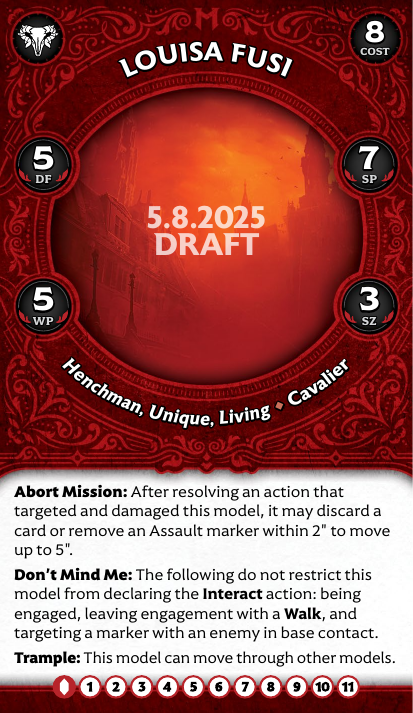 8
COST
LOUISA FUSI
5
DF
7
SP
5.8.2025
DRAFT
5
WP
3
SZ
Henchman, Unique, Living ♦ Cavalier
Abort Mission: After resolving an action that
targeted and damaged this model, it may discard a
card or remove an Assault marker within 2" to move
up to 5".
Don't Mind Me: The following do not restrict this
model from declaring the Interact action: being
engaged, leaving engagement with a Walk, and
targeting a marker with an enemy in base contact.
Trample: This model can move through other models.
1 2 3 4 5 6 7 8 9 10 11